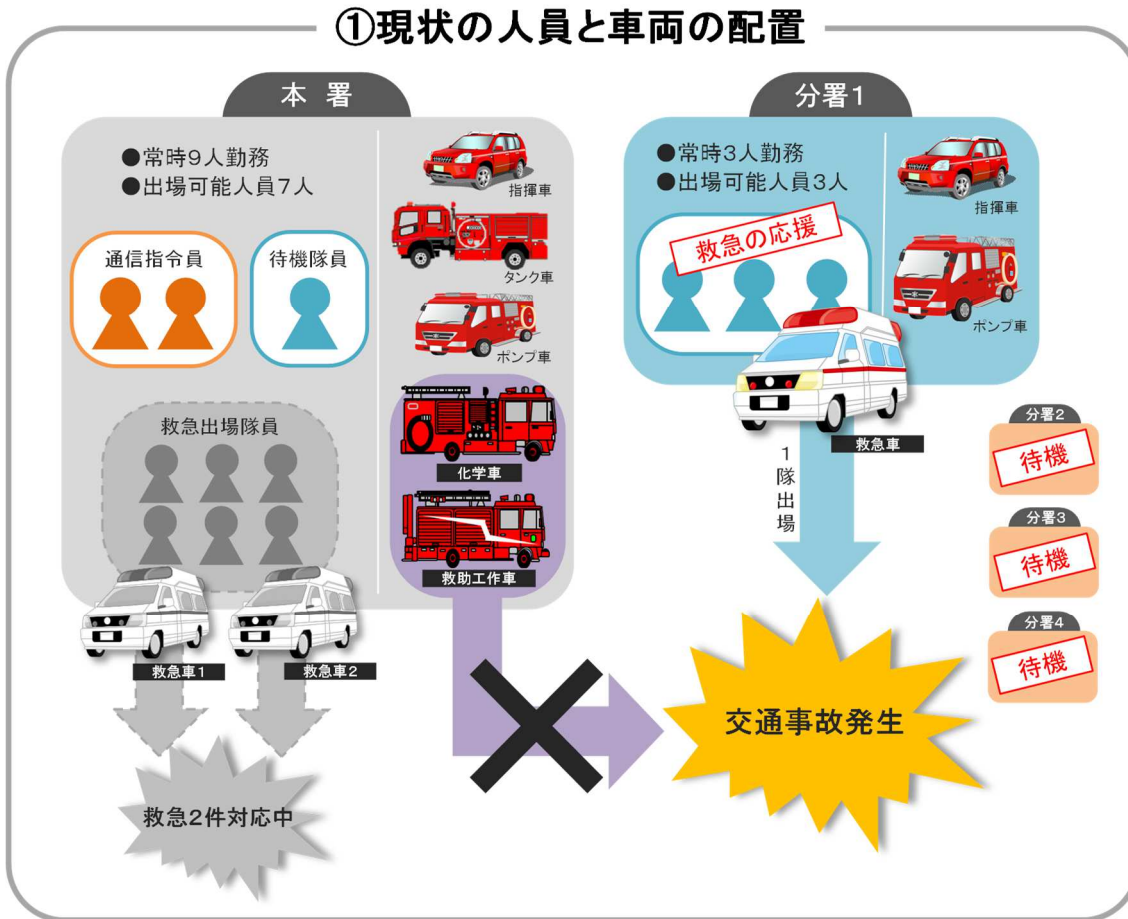 ①現状の人員と車両の配置
本署
●常時9人勤務
●出場可能人員7人
通信指令員
待機隊員
救急出場隊員
指揮車
タンク車
ポンプ車
化学車
救助工作車
救急車1
救急車2
救急2件対応中
分署1
●常時3人勤務
●出場可能人員3人
救急の応援
指揮車
ポンプ車
救急車
1隊出場
分署2
待機
分署3
待機
分署4
待機
交通事故発生